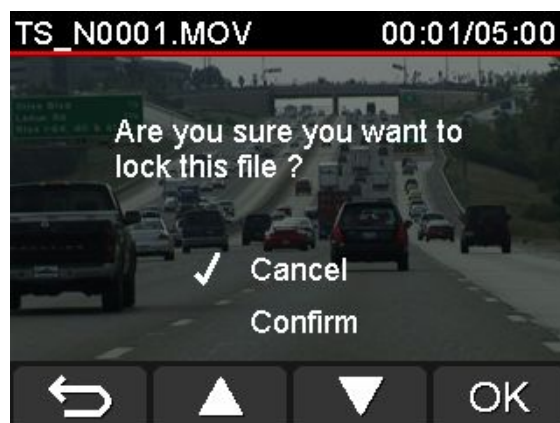 TS_N0001.MOV 00:01/05:00
Are you sure you want to
lock this file ?
✓ Cancel
Confirm
OK